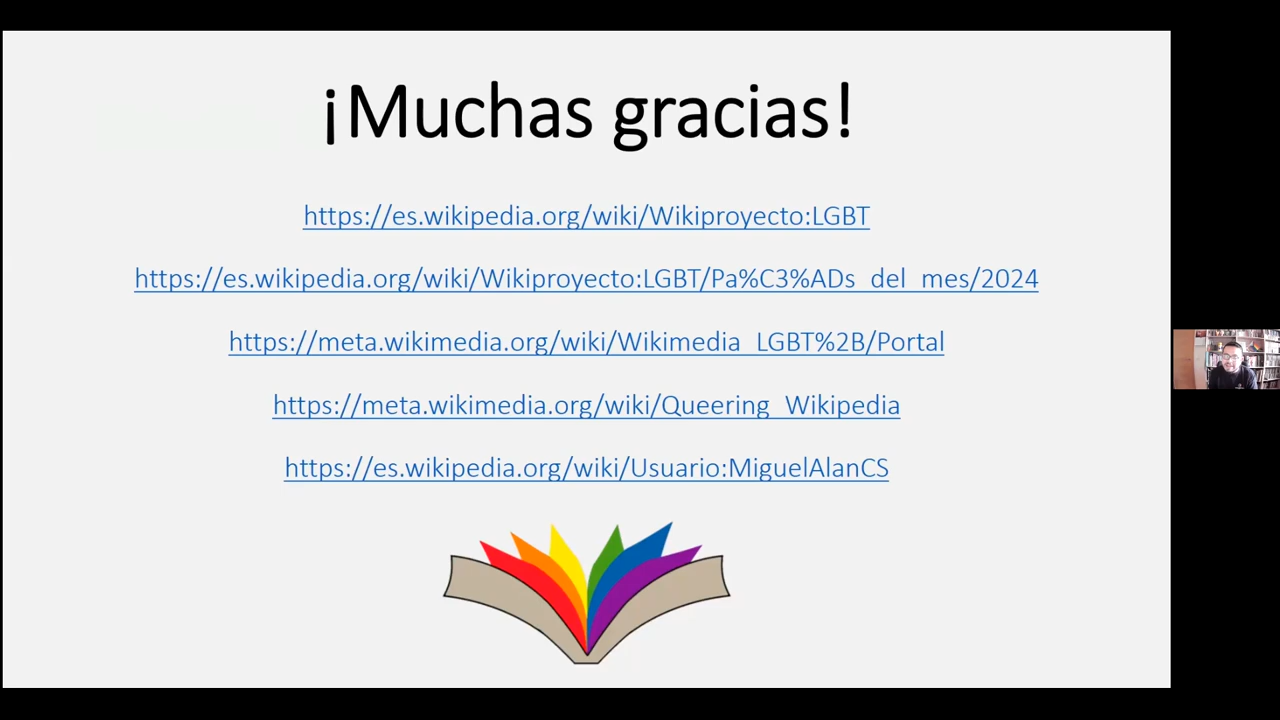 ¡Muchas gracias!
https://es.wikipedia.org/wiki/Wikiproyecto:LGBT
https://es.wikipedia.org/wiki/Wikiproyecto:LGBT/Pa%C3%ADs_del_mes/2024
https://meta.wikimedia.org/wiki/Wikimedia_LGBT%2B/Portal
https://meta.wikimedia.org/wiki/Queering_Wikipedia
https://es.wikipedia.org/wiki/Usuario:MiguelAlanCS